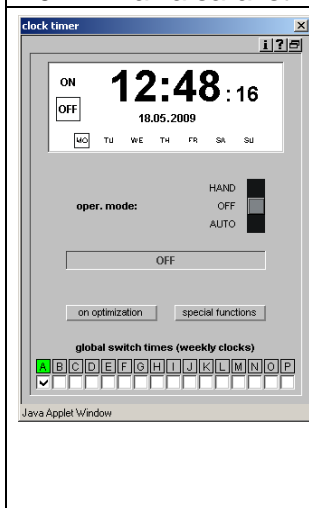 clock timer
i ?
ON 12:48:16
OFF
18.05.2009
MO TU WE TH FR SA SU
HAND
oper. mode: OFF
AUTO
OFF
on optimization special functions
global switch times (weekly clocks)
A B C D E F G H I J K L M N O P
Java Applet Window